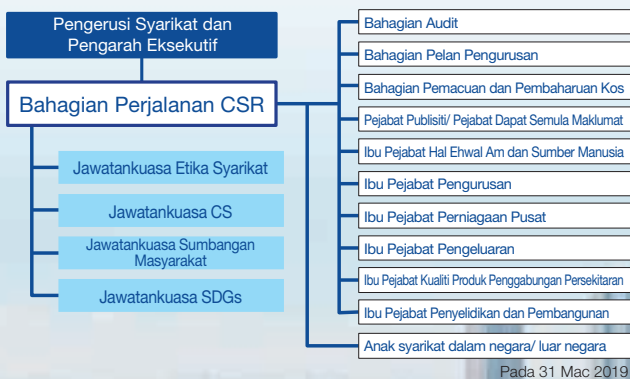 Pengerusi Syarikat dan
Pengarah Eksekutif
Bahagian Perjalanan CSR
Jawatankuasa Etika Syarikat
Jawatankuasa CS
Jawatankuasa Sumbangan
Masyarakat
Jawatankuasa SDGs
Bahagian Audit
Bahagian Pelan Pengurusan
Bahagian Pemacuan dan Pembaharuan Kos
Pejabat Publisiti/ Pejabat Dapat Semula Maklumat
Ibu Pejabat Hal Ehwal Am dan Sumber Manusia
Ibu Pejabat Pengurusan
Ibu Pejabat Perniagaan Pusat
Ibu Pejabat Pengeluaran
Ibu Pejabat Kualiti Produk Penggabungan Persekitaran
Ibu Pejabat Penyelidikan dan Pembangunan
Anak syarikat dalam negara/ luar negara
Pada 31 Mac 2019